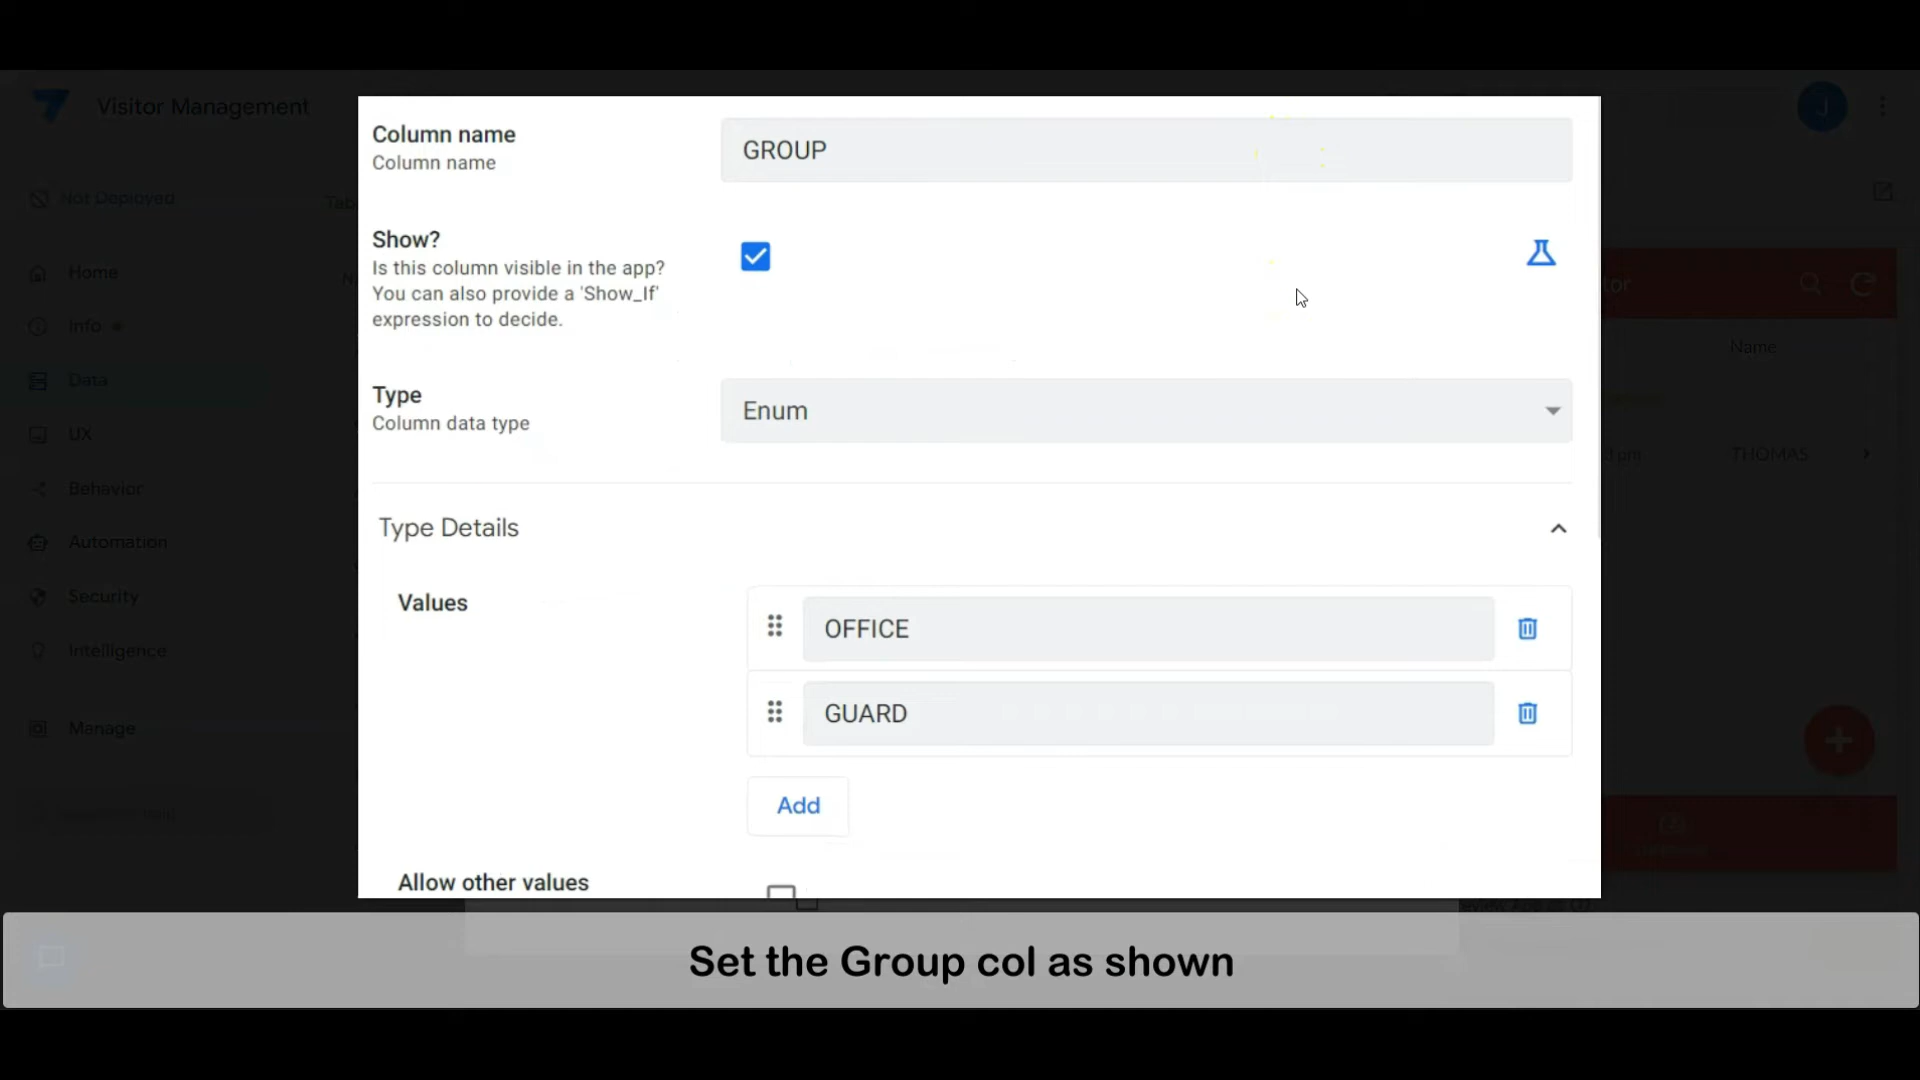 Visitor Management
J
Not Deployed
Home
Info
Data
UX
Behavior
Automation
Security
Intelligence
Manage
Column name
Column name
GROUP
Show?
Is this column visible in the app?
You can also provide a 'Show_If'
expression to decide.
Type
Column data type
Enum
Type Details
Values
OFFICE
GUARD
Add
Allow other values
Name
pm
THOMAS
Set the Group col as shown